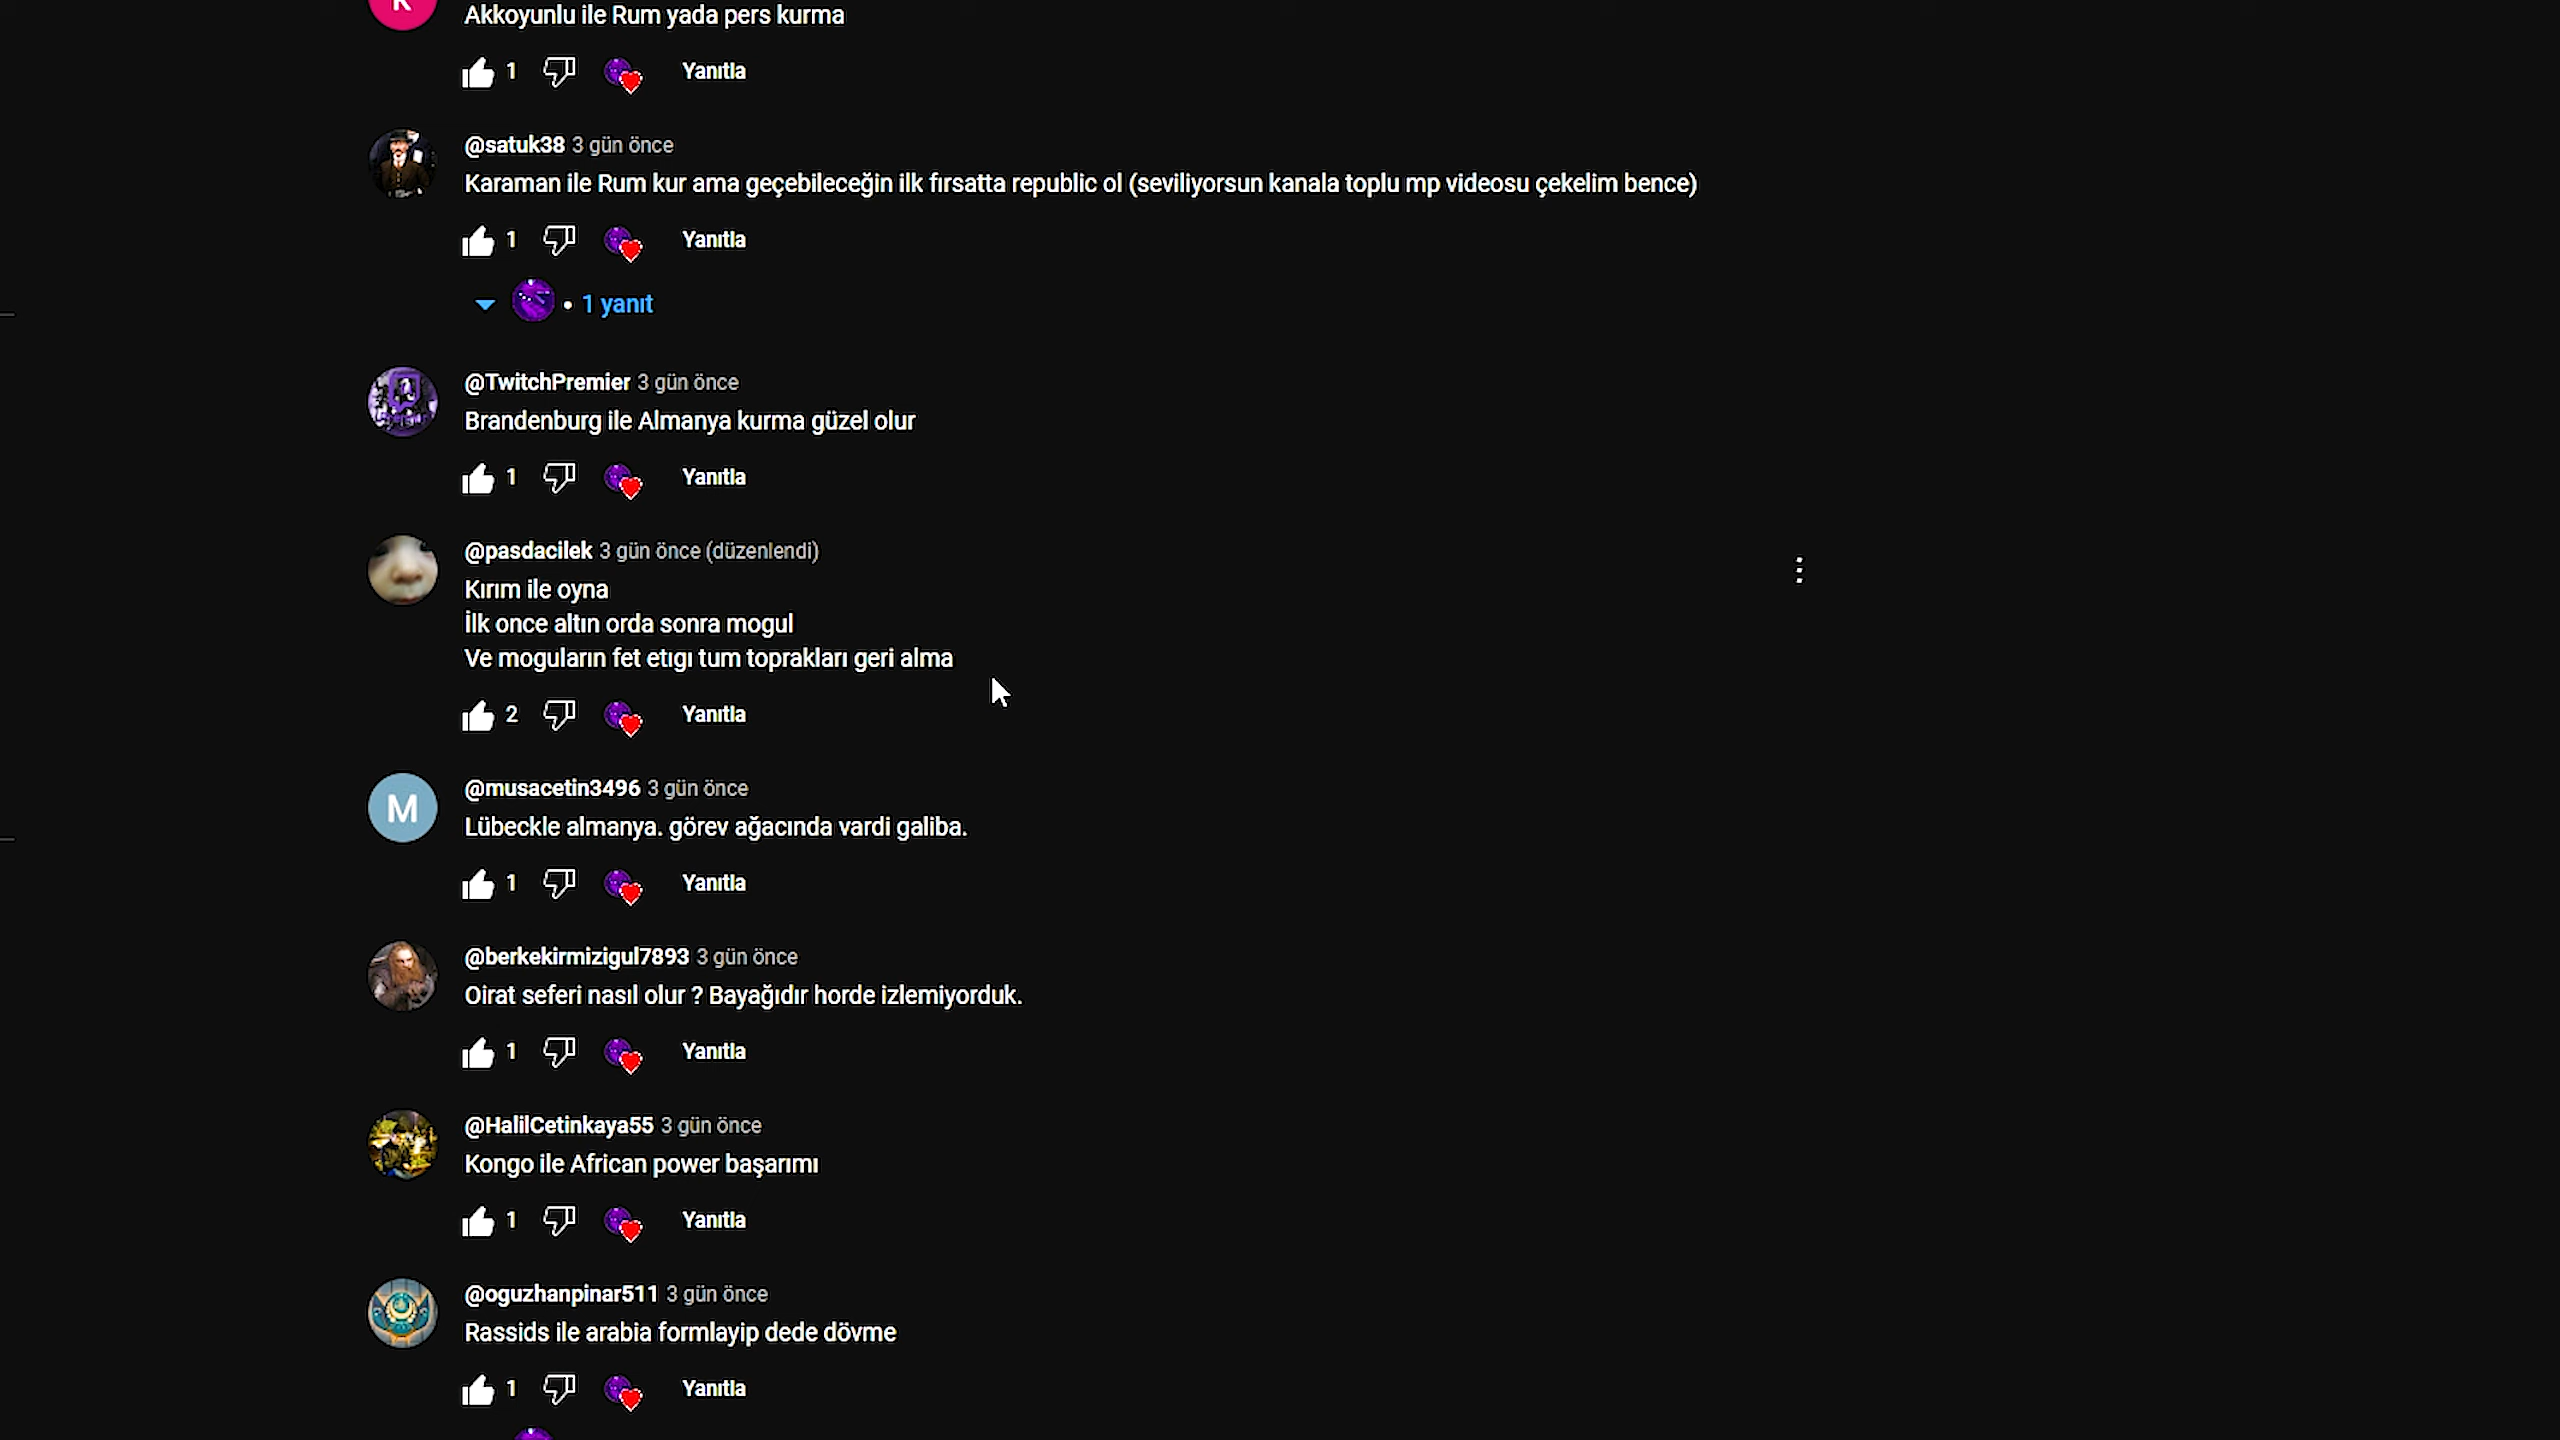 Akkoyunlu ile Rum yada pers kurma
1 Yanıtla
@satuk38 3 gün önce
Karaman ile Rum kur ama geçebileceğin ilk fırsatta republic ol (seviliyorsun kanala toplu mp videosu çekelim bence)
1 Yanıtla
• 1 yanıt
@TwitchPremier 3 gün önce
Brandenburg ile Almanya kurma güzel olur
1 Yanıtla
@pasdacilek 3 gün önce (düzenlendi)
Kırım ile oyna
İlk once altın orda sonra mogul
Ve moguların fet etıgı tum toprakları geri alma
2 Yanıtla
M @musacetin3496 3 gün önce
Lübeckle almanya. görev ağacında vardi galiba.
1 Yanıtla
@berkekirmizigul7893 3 gün önce
Oirat seferi nasıl olur ? Bayağıdır horde izlemiyorduk.
1 Yanıtla
@HalilCetinkaya55 3 gün önce
Kongo ile African power başarımı
1 Yanıtla
@oguzhanpinar511 3 gün önce
Rassids ile arabia formlayip dede dövme
1 Yanıtla